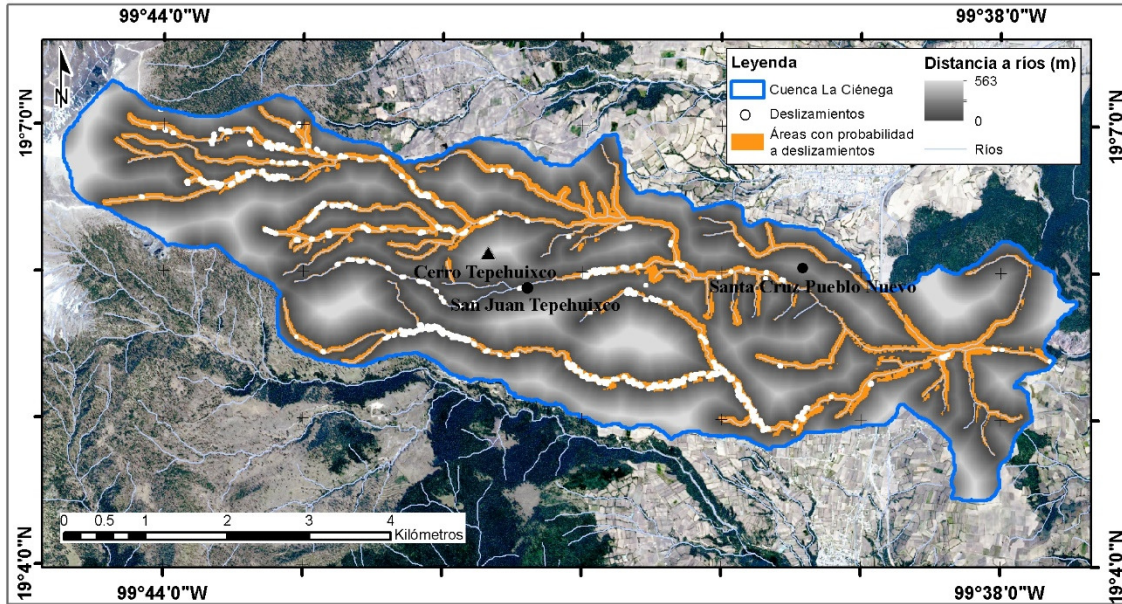 99°44'0"W
99°38'0"W
19°7'0"N
19°7'0"N
N
Leyenda
Cuenca La Ciénega
Deslizamientos
Áreas con probabilidad
a deslizamientos
Distancia a ríos (m)
563
0
Ríos
Cerro Tepehuixco
San Juan Tepehuixco
Santa Cruz Pueblo Nuevo
0 0.5 1 2 3 4
Kilómetros
19°4'0"N
19°4'0"N
99°44'0"W
99°38'0"W